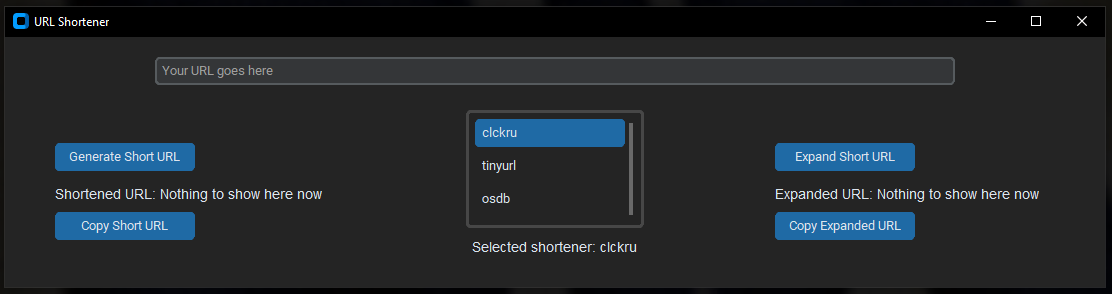 URL Shortener
Your URL goes here
clckru
tinyurl
osdb
Selected shortener: clckru
Generate Short URL
Shortened URL: Nothing to show here now
Copy Short URL
Expand Short URL
Expanded URL: Nothing to show here now
Copy Expanded URL